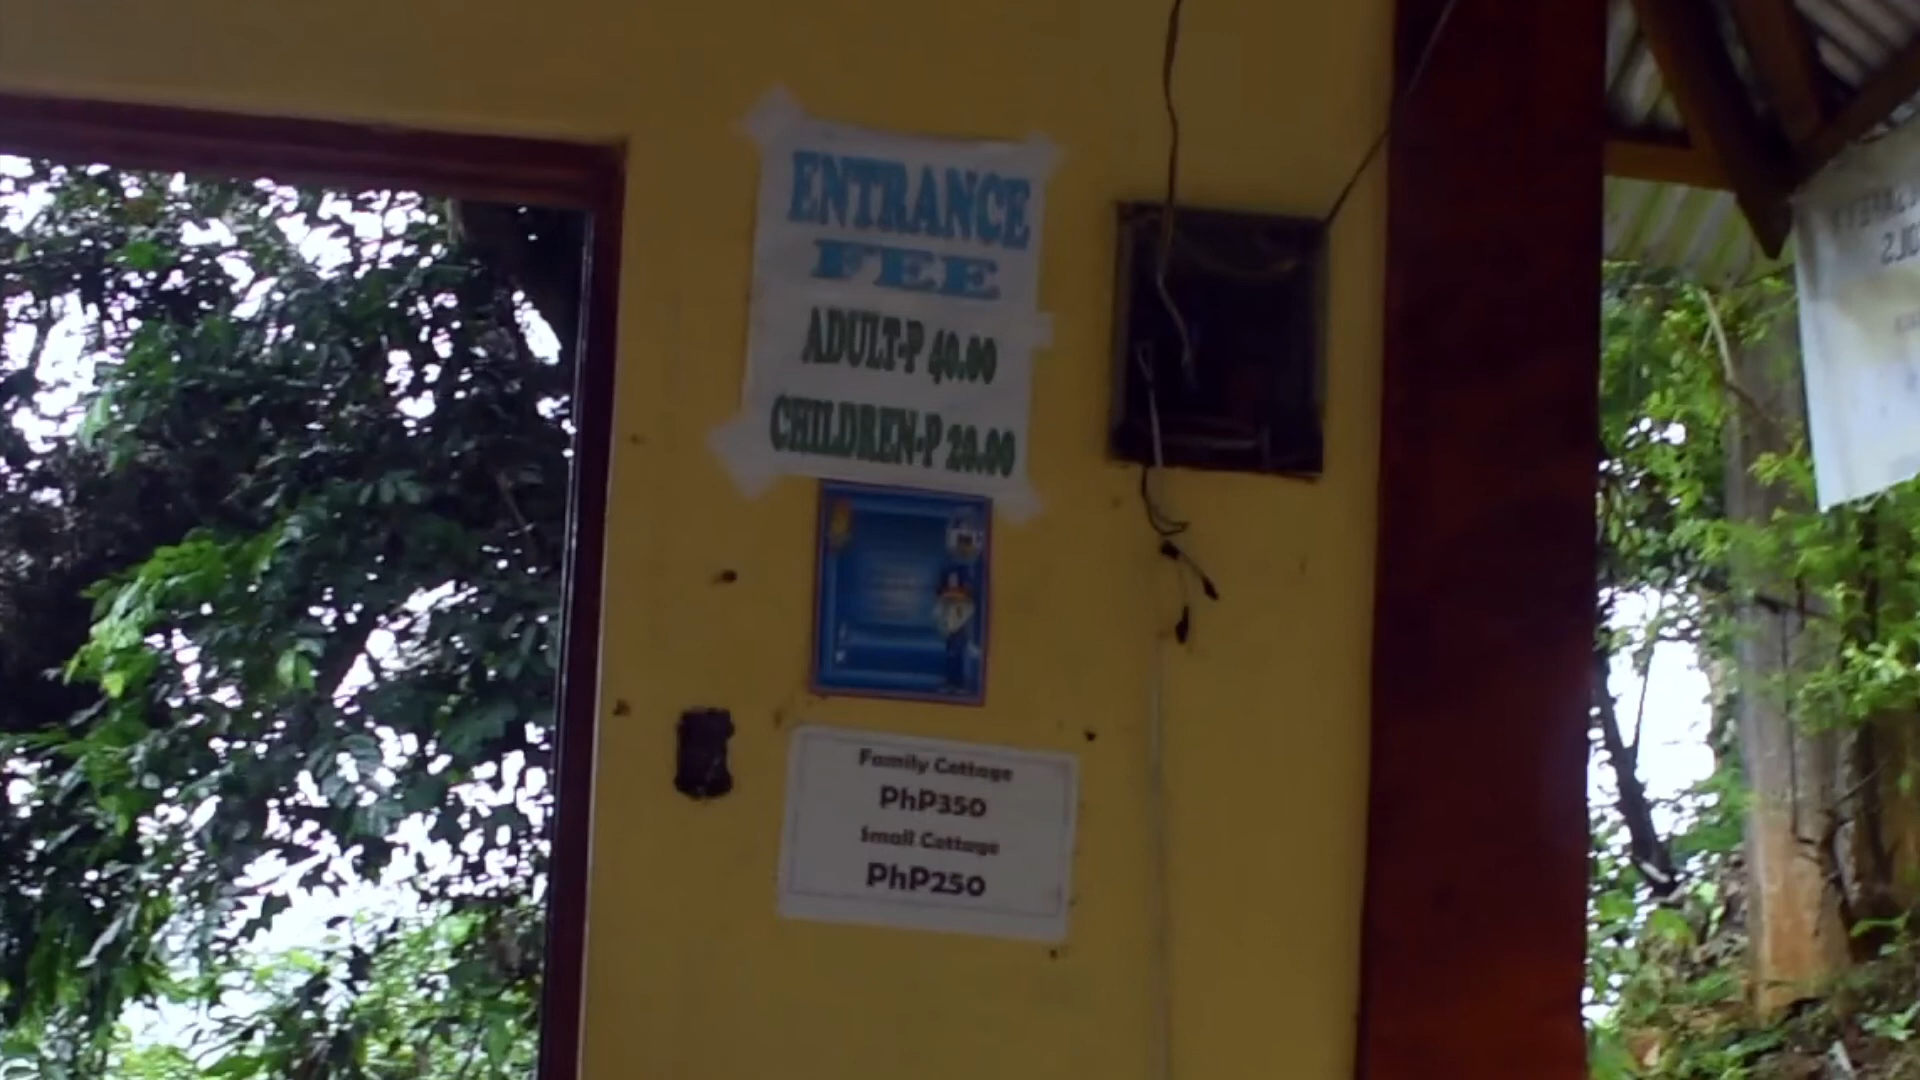 ENTRANCE
FEE
ADULT-P 40.00
CHILDREN-P 20.00
Family Cottage
PhP350
Small Cottage
PhP250